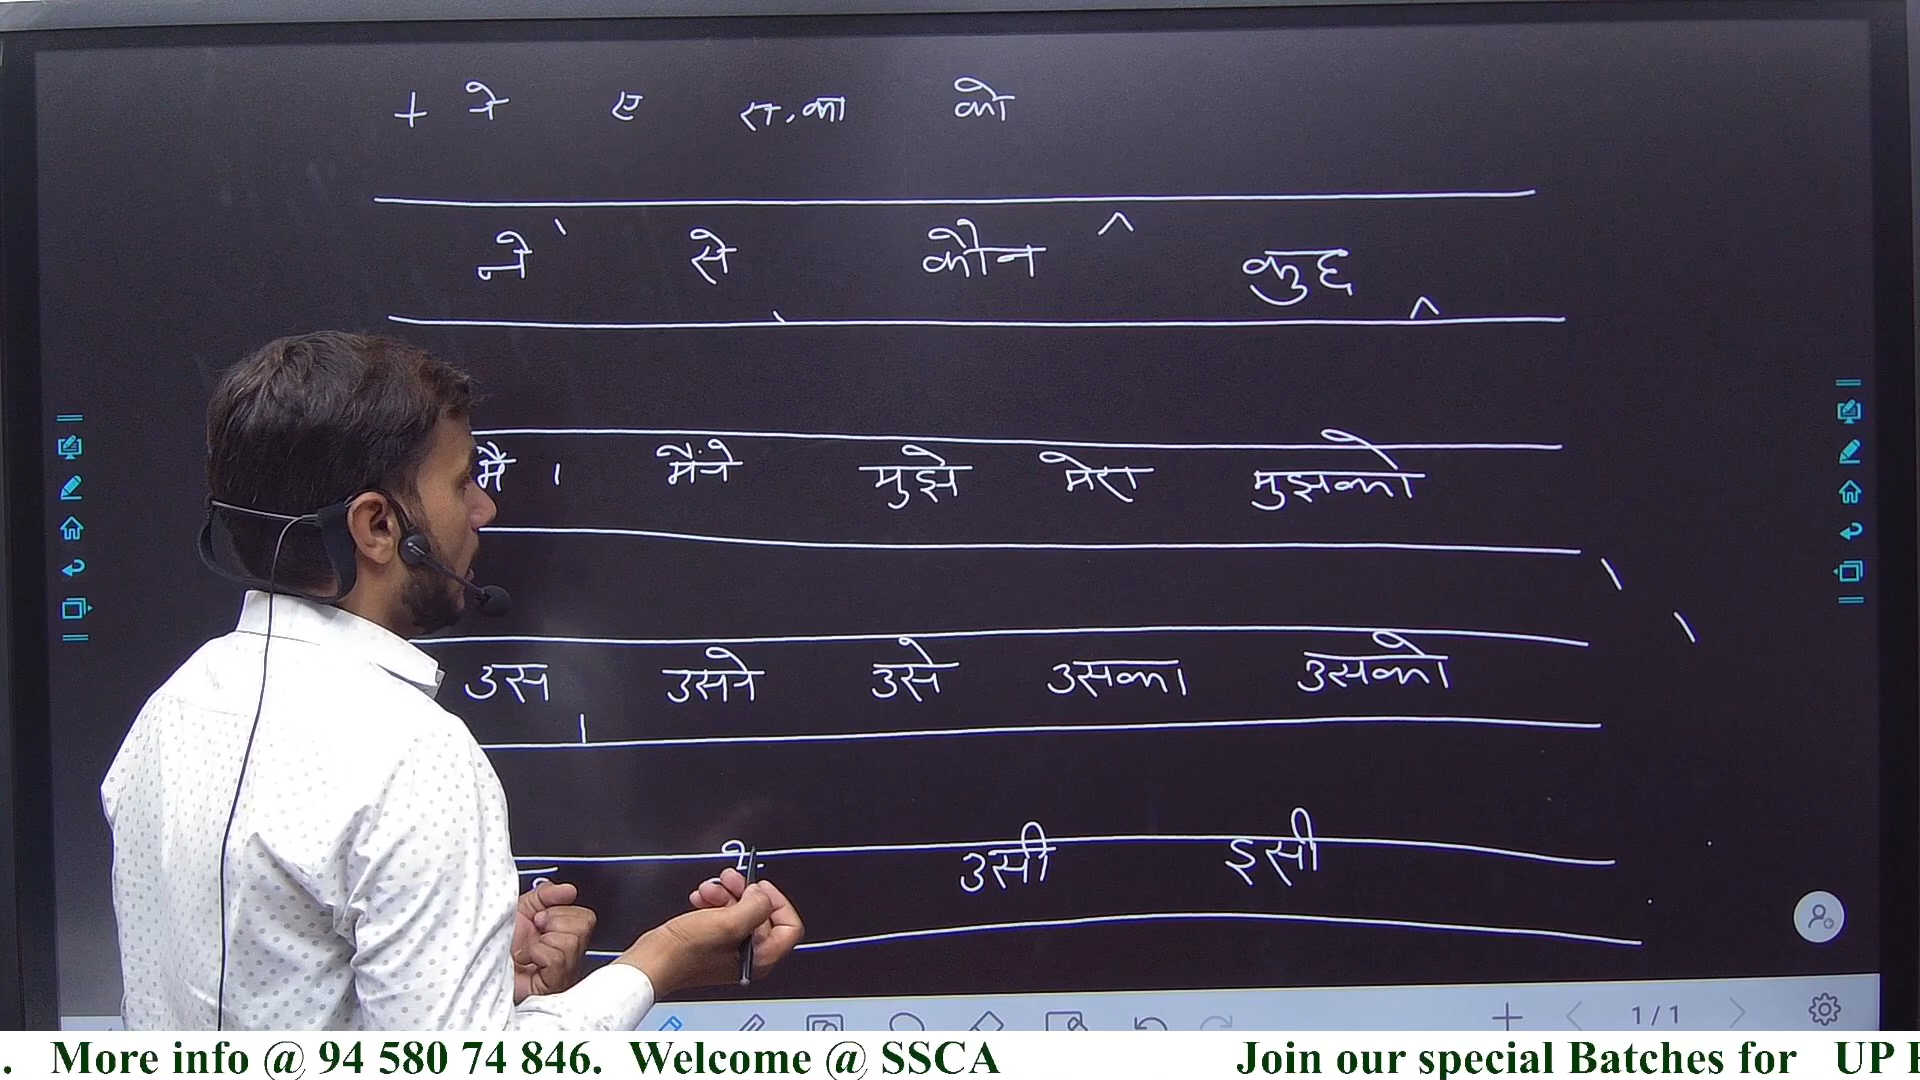 + ने ए रा,का को
ने से कौन कुछ
मैं । मैंने मुझे मेरा मुझको
उस उसने उसे उसका उसको
उसी इसी
1/1
. More info @ 94 580 74 846. Welcome @ SSCA Join our special Batches for UP